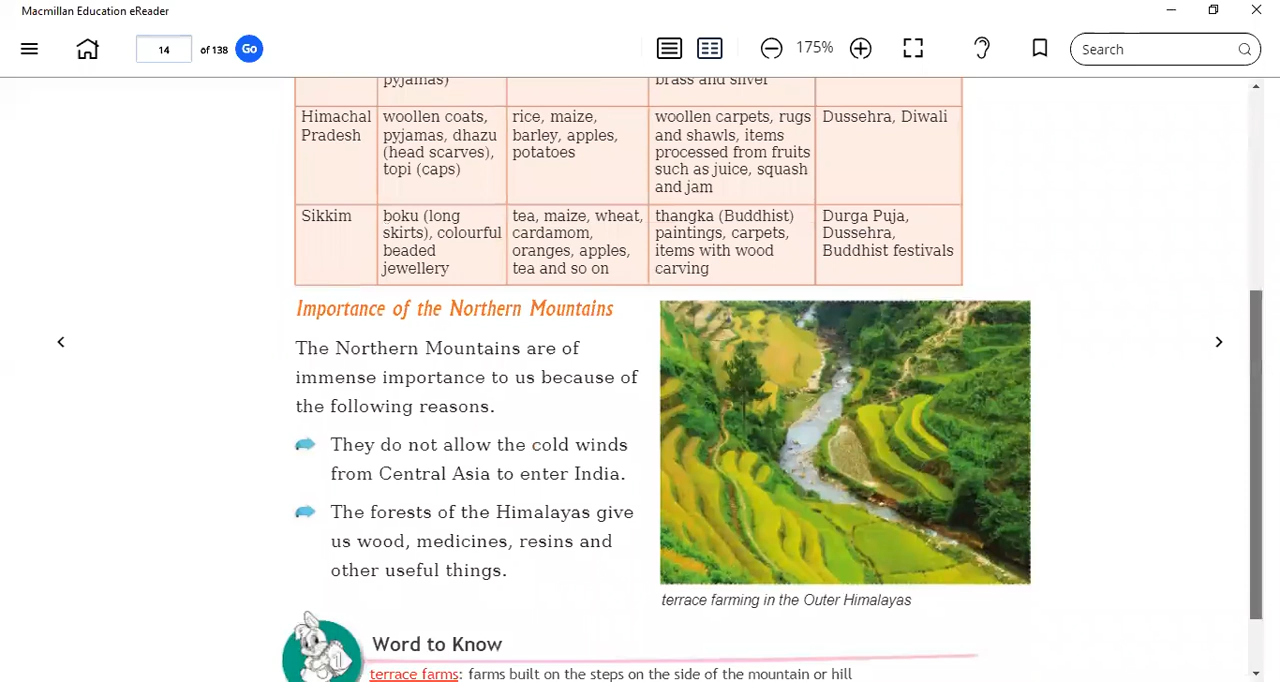 Macmillan Education eReader
14 of 138 Go
175%
Search
pyjamas)
brass and silver
Himachal
Pradesh
woollen coats,
pyjamas, dhazu
(head scarves),
topi (caps)
rice, maize,
barley, apples,
potatoes
woollen carpets, rugs
and shawls, items
processed from fruits
such as juice, squash
and jam
Dussehra, Diwali
Sikkim
boku (long
skirts), colourful
beaded
jewellery
tea, maize, wheat,
cardamom,
oranges, apples,
tea and so on
thangka (Buddhist)
paintings, carpets,
items with wood
carving
Durga Puja,
Dussehra,
Buddhist festivals
Importance of the Northern Mountains
The Northern Mountains are of
immense importance to us because of
the following reasons.
They do not allow the cold winds
from Central Asia to enter India.
The forests of the Himalayas give
us wood, medicines, resins and
other useful things.
terrace farming in the Outer Himalayas
1
Word to Know
terrace farms: farms built on the steps on the side of the mountain or hill